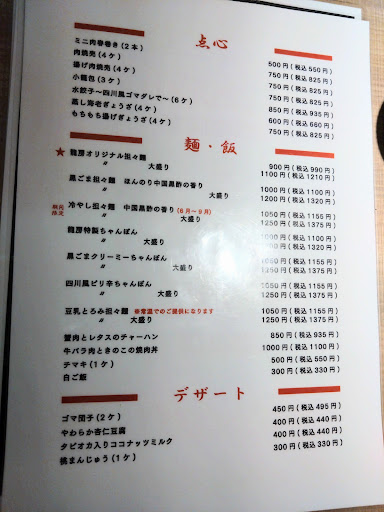 点心
ミニ肉春巻き(2本) 500円(税込550円)
肉焼売(4ケ) 750円(税込825円)
揚げ肉焼売(4ケ) 750円(税込825円)
小籠包(3ケ) 750円(税込825円)
水餃子〜四川風ゴマダレで〜(6ケ) 850円(税込935円)
蒸し海老ぎょうざ(4ケ) 600円(税込660円)
もちもち揚げぎょうざ(4ケ) 750円(税込825円)
麺・飯
★ 龍房オリジナル担々麺 900円(税込990円)
〃 大盛り 1100円(税込1210円)
黒ごま担々麺 ほんのり中国黒酢の香り 1000円(税込1100円)
〃 大盛り 1200円(税込1320円)
期間限定 冷やし担々麺 中国黒酢の香り(6月〜9月) 1050円(税込1155円)
〃 大盛り 1250円(税込1375円)
龍房特製ちゃんぽん 1000円(税込1100円)
〃 大盛り 1200円(税込1320円)
黒ごまクリーミーちゃんぽん 1050円(税込1155円)
〃 大盛り 1250円(税込1375円)
四川風ピリ辛ちゃんぽん 1050円(税込1155円)
〃 大盛り 1250円(税込1375円)
豆乳とろみ担々麺 ※常温でのご提供になります 1050円(税込1155円)
〃 大盛り 1250円(税込1375円)
蟹肉とレタスのチャーハン 850円(税込935円)
牛バラ肉ときのこの焼肉丼 1000円(税込1100円)
チマキ(1ケ) 500円(税込550円)
白ご飯 300円(税込330円)
デザート
ゴマ団子(2ケ) 450円(税込495円)
やわらか杏仁豆腐 400円(税込440円)
タピオカ入りココナッツミルク 400円(税込440円)
桃まんじゅう(1ケ) 300円(税込330円)